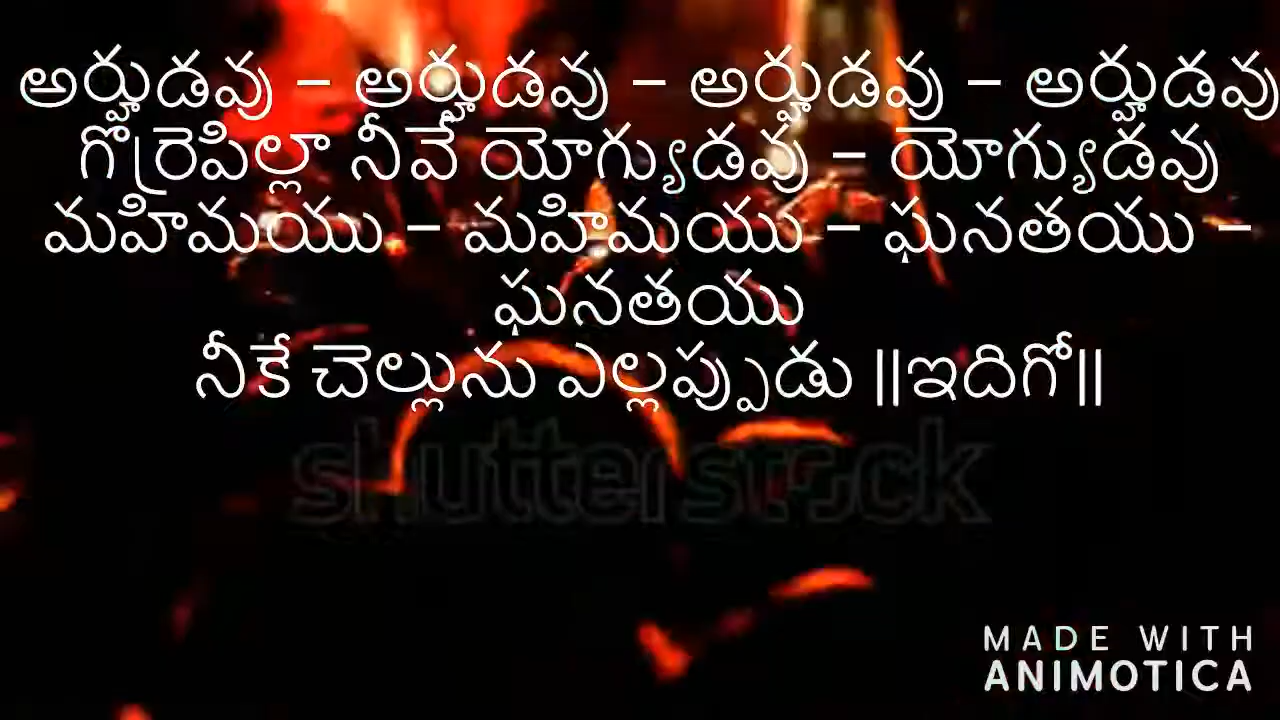 అర్హుడవు – అర్హుడవు – అర్హుడవు – అర్హుడవు
గొర్రెపిల్లా నీవే యోగ్యుడవు – యోగ్యుడవు
మహిమయు – మహిమయు – ఘనతయు –
ఘనతయు
నీకే చెల్లును ఎల్లప్పుడు ||ఇదిగో||
shutterstock
MADE WITH
ANIMOTICA